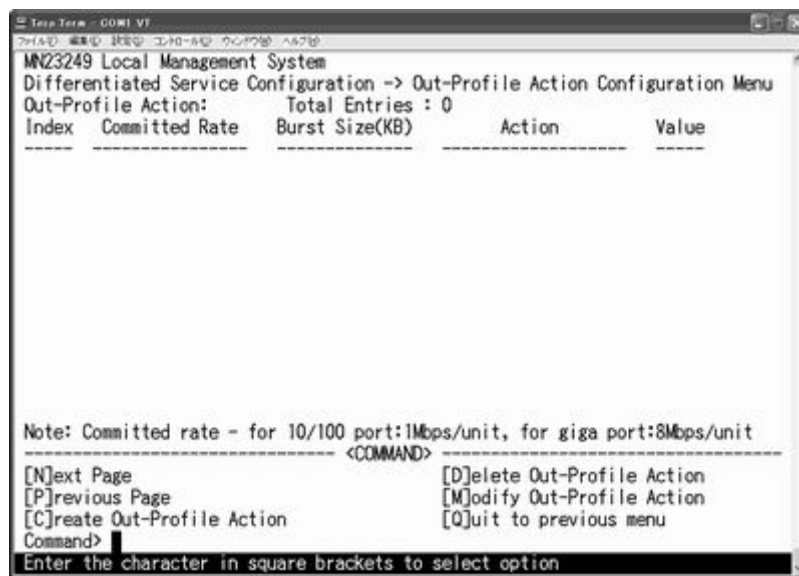 Tera Term - COM1 VT
MN23249 Local Management System
Differentiated Service Configuration -> Out-Profile Action Configuration Menu
Out-Profile Action: Total Entries : 0
Index Committed Rate Burst Size(KB) Action Value
----- ---------------- -------------- ------------------- -----
Note: Committed rate - for 10/100 port:1Mbps/unit, for giga port:8Mbps/unit
-------------------------------- <COMMAND> -----------------------------------
[N]ext Page [D]elete Out-Profile Action
[P]revious Page [M]odify Out-Profile Action
[C]reate Out-Profile Action [Q]uit to previous menu
Command>
Enter the character in square brackets to select option